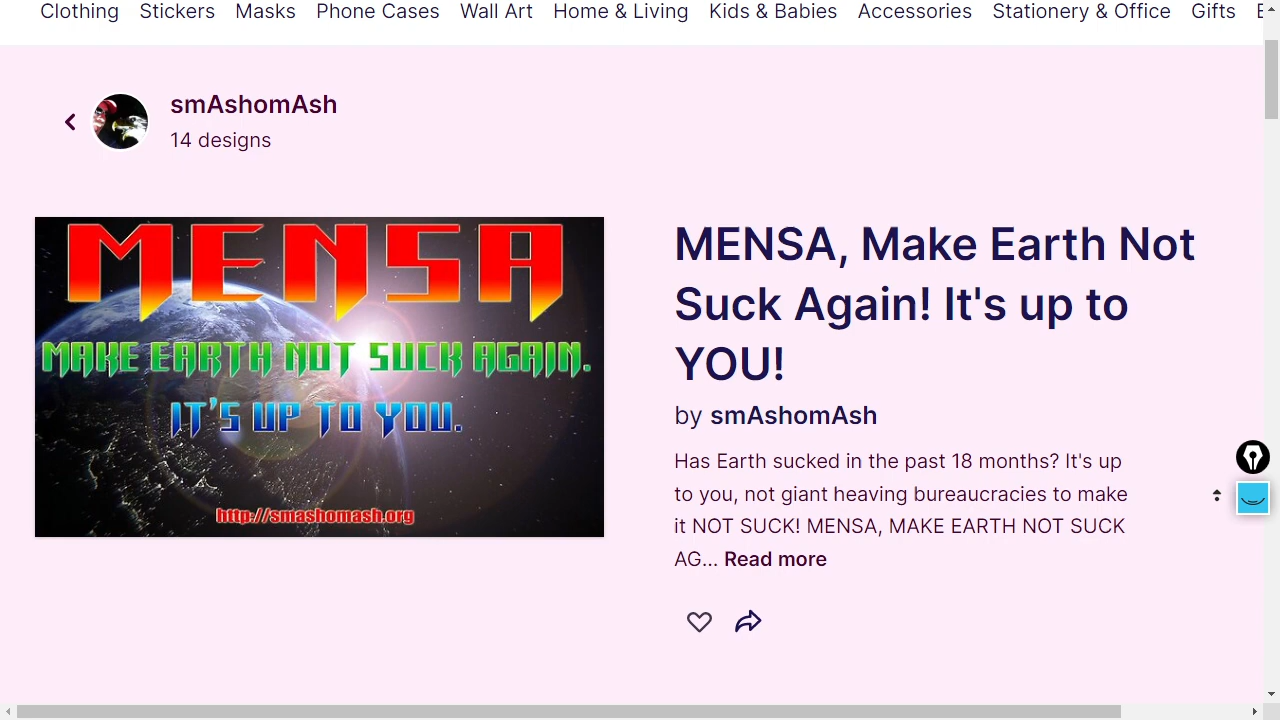 Clothing Stickers Masks Phone Cases Wall Art Home & Living Kids & Babies Accessories Stationery & Office Gifts
smAshomAsh
14 designs
MENSA
MAKE EARTH NOT SUCK AGAIN.
IT'S UP TO YOU.
http://smashomash.org
MENSA, Make Earth Not
Suck Again! It's up to
YOU!
by smAshomAsh
Has Earth sucked in the past 18 months? It's up
to you, not giant heaving bureaucracies to make
it NOT SUCK! MENSA, MAKE EARTH NOT SUCK
AG... Read more